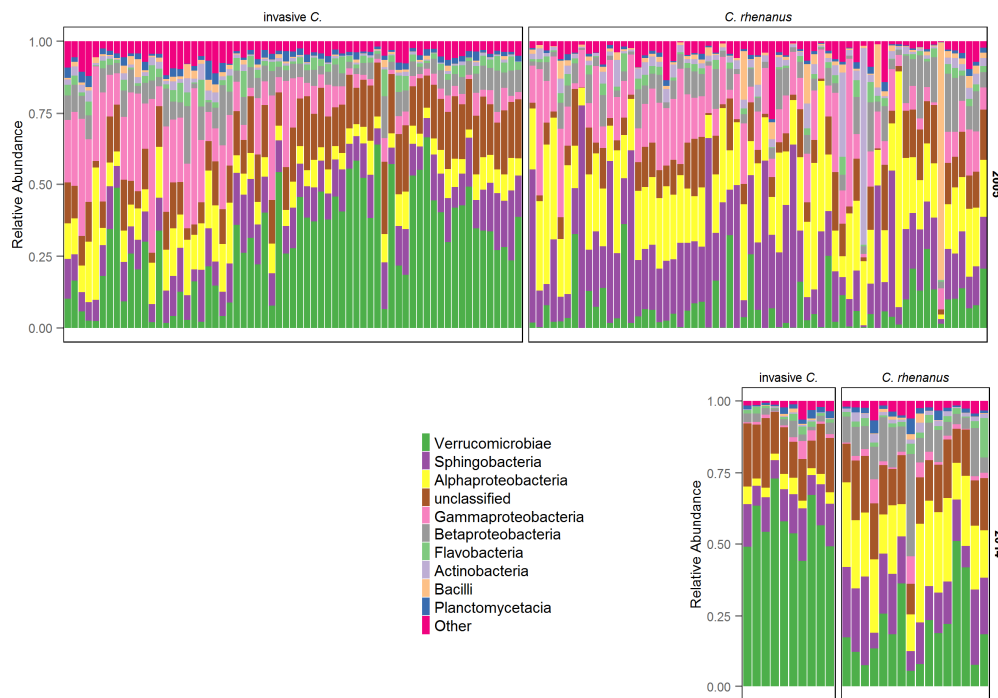 invasive C.
C. rhenanus
1.00
0.75
0.50
0.25
0.00
Relative Abundance
invasive C.
C. rhenanus
1.00
0.75
0.50
0.25
0.00
Relative Abundance
Verrucomicrobiae
Sphingobacteria
Alphaproteobacteria
unclassified
Gammaproteobacteria
Betaproteobacteria
Flavobacteria
Actinobacteria
Bacilli
Planctomycetacia
Other